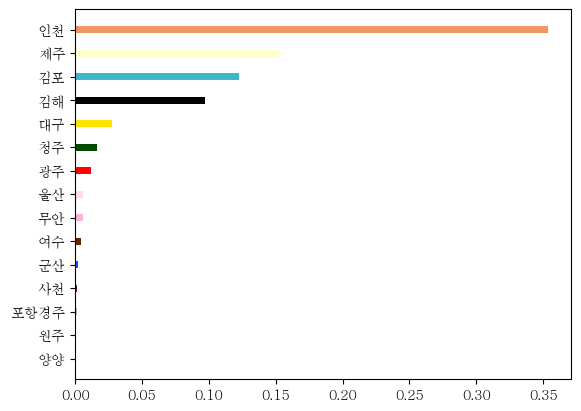 인천
제주
김포
김해
대구
청주
광주
울산
무안
여수
군산
사천
포항경주
원주
양양
0.00 0.05 0.10 0.15 0.20 0.25 0.30 0.35